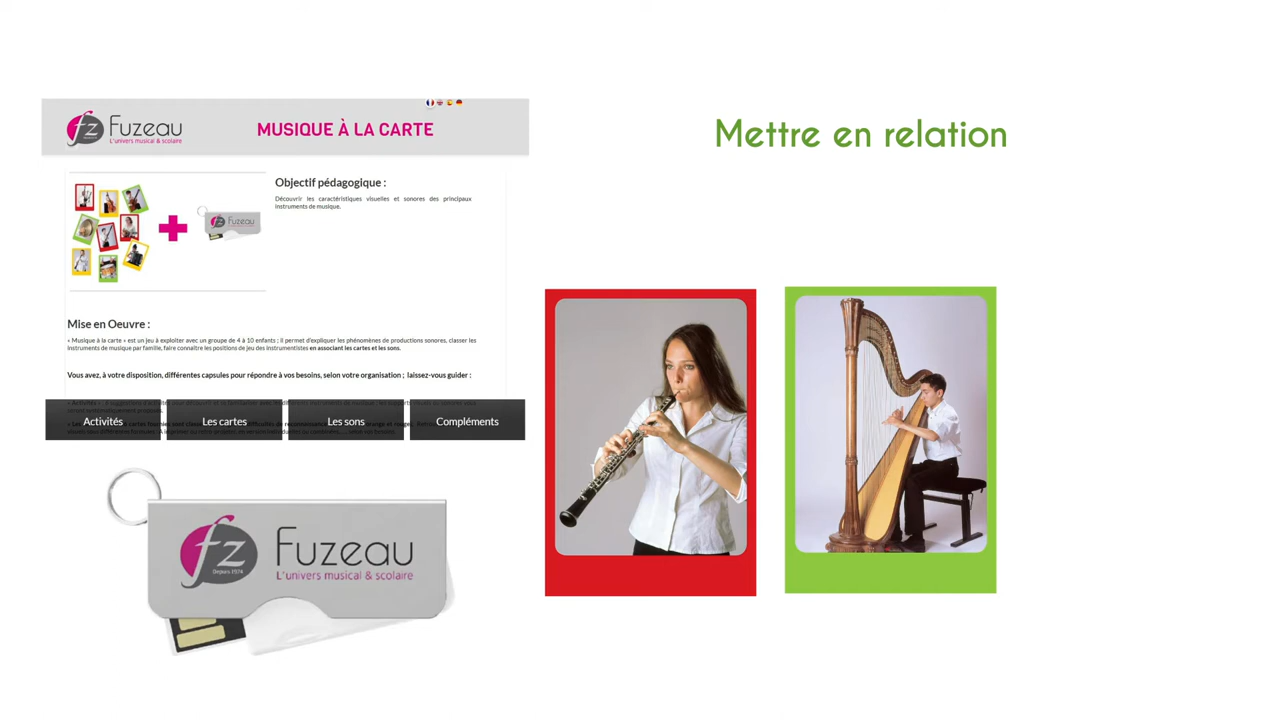 Fuzeau
L'univers musical & scolaire
MUSIQUE À LA CARTE
Mettre en relation
Fuzeau
Objectif pédagogique :
Découvrir les caractéristiques visuelles et sonores des principaux
instruments de musique.
Mise en Oeuvre :
« Musique à la carte » est un jeu à exploiter avec un groupe de 4 à 10 enfants ; il permet d'expliquer les phénomènes de productions sonores, classer les
instruments de musique par famille, faire connaître les positions de jeu des instrumentistes en associant les cartes et les sons.
Vous avez, à votre disposition, différentes capsules pour répondre à vos besoins, selon votre organisation ; laissez-vous guider :
Activités
Les cartes
Les sons
Compléments
fz
Depuis 1974
Fuzeau
L'univers musical & scolaire